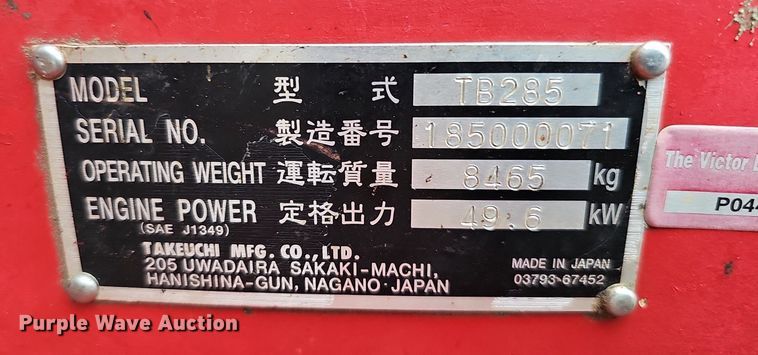 MODEL 型 式 TB285
SERIAL NO. 製造番号 185000071
OPERATING WEIGHT 運転質量 8465 kg
ENGINE POWER 定格出力 49.6 kW
(SAE J1349)
TAKEUCHI MFG. CO., LTD.
205 UWADAIRA SAKAKI-MACHI,
HANISHINA-GUN, NAGANO JAPAN
MADE IN JAPAN
03793-67452
The Victor
P044
Purple Wave Auction